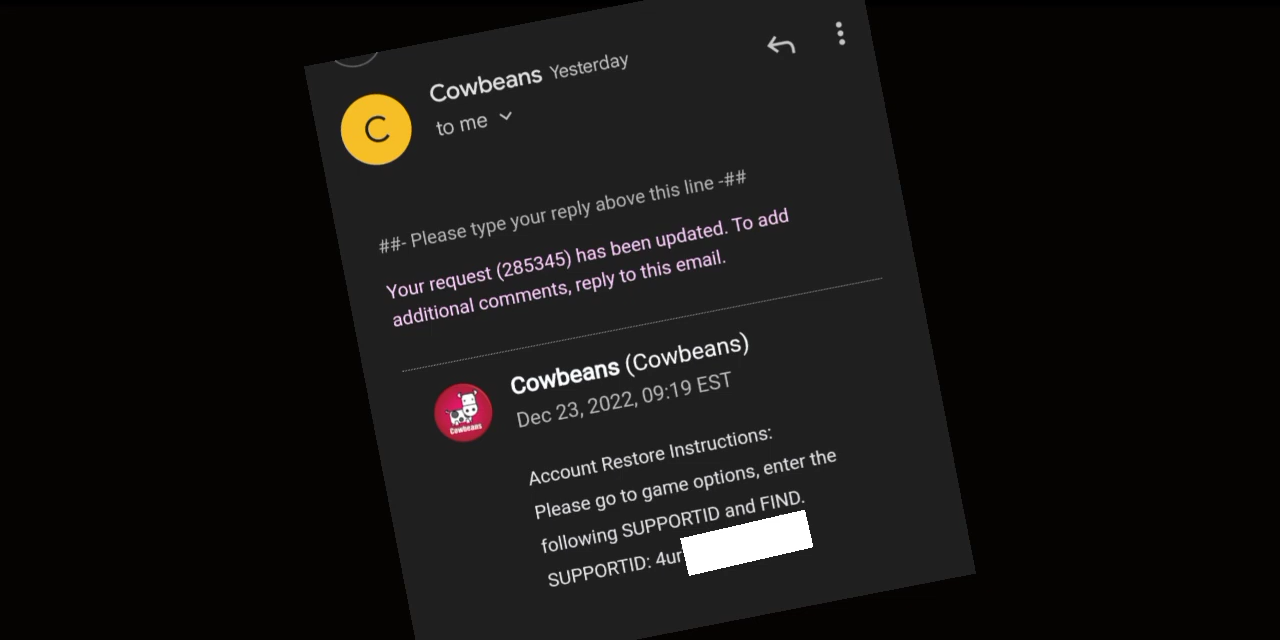 C
Cowbeans Yesterday
to me
##- Please type your reply above this line -##
Your request (285345) has been updated. To add
additional comments, reply to this email.
Cowbeans (Cowbeans)
Cowbeans
Dec 23, 2022, 09:19 EST
Account Restore Instructions:
Please go to game options, enter the
following SUPPORTID and FIND.
SUPPORTID: 4ur